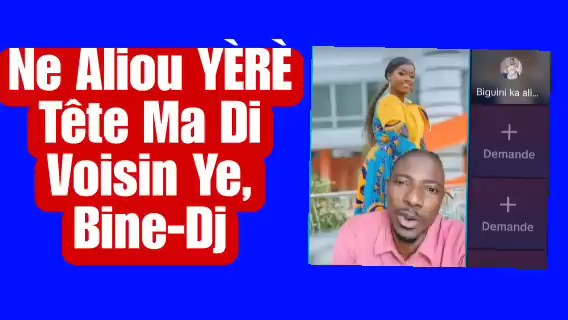 Ne Aliou YÈRÈ
Tête Ma Di
Voisin Ye,
Bine-Dj
Biguini ka ali...
Demande
Demande